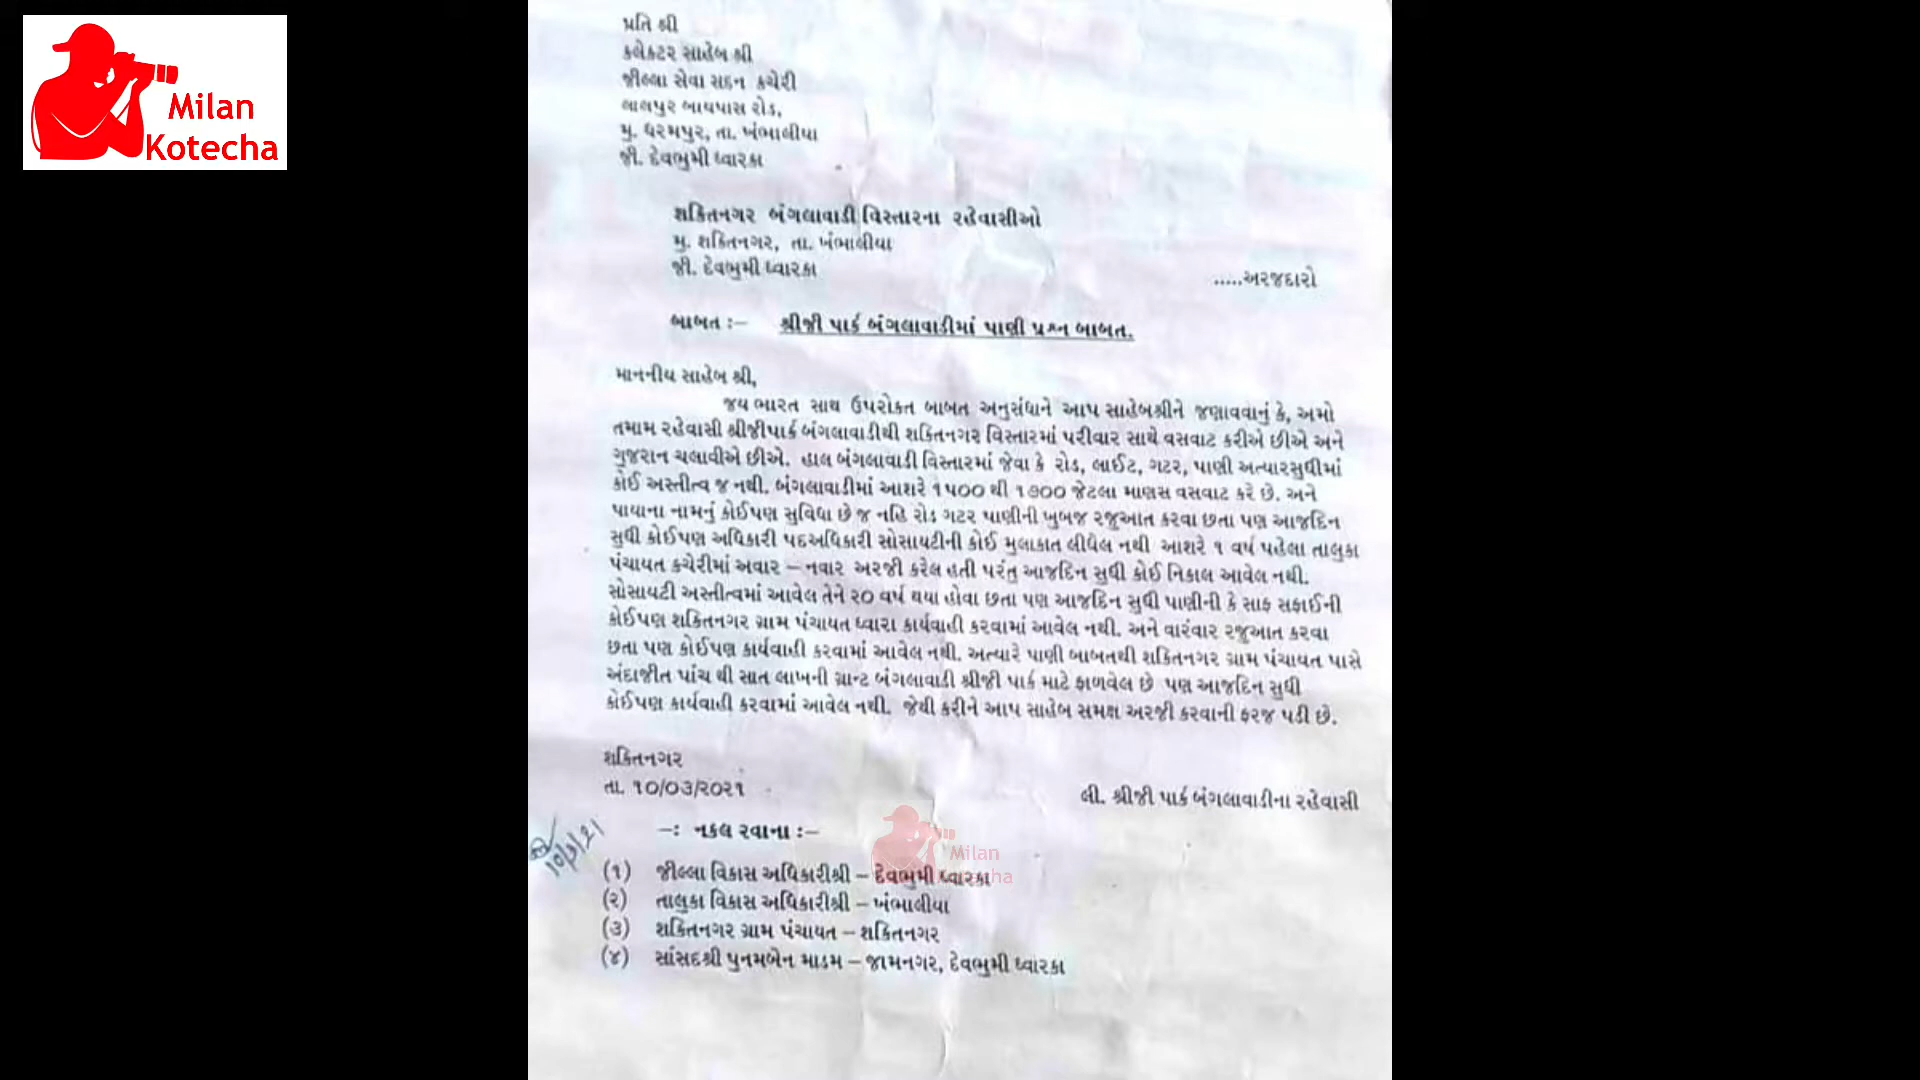 Milan
Kotecha
પ્રતિ શ્રી
કલેકટર સાહેબ શ્રી
જીલ્લા સેવા સદન કચેરી
લાલપુર બાયપાસ રોડ,
મુ. ધરમપુર, તા. ખંભાલીયા
જી. દેવભુમી ધ્વારકા
શકિતનગર બંગલાવાડી વિસ્તારના રહેવાસીઓ
મુ. શકિતનગર, તા. ખંભાલીયા
જી. દેવભુમી ધ્વારકા
.....અરજદારો
બાબત :– શ્રીજી પાર્ક બંગલાવાડીમાં પાણી પ્રશ્ન બાબત.
માનનીય સાહેબ શ્રી,
જય ભારત સાથ ઉપરોકત બાબત અનુસંધાને આપ સાહેબશ્રીને જણાવવાનું કે, અમો
તમામ રહેવાસી શ્રીજીપાર્ક બંગલાવાડીથી શકિતનગર વિસ્તારમાં પરીવાર સાથે વસવાટ કરીએ છીએ અને
ગુજરાન ચલાવીએ છીએ. હાલ બંગલાવાડી વિસ્તારમાં જેવા કે રોડ, લાઈટ, ગટર, પાણી અત્યારસુધીમાં
કોઈ અસ્તીત્વ જ નથી. બંગલાવાડીમાં આશરે ૧૫૦૦ થી ૧૭૦૦ જેટલા માણસ વસવાટ કરે છે. અને
પાયાના નામનું કોઈપણ સુવિધા છે જ નહિ રોડ ગટર પાણીની ખુબજ રજુઆત કરવા છતા પણ આજદિન
સુધી કોઈપણ અધિકારી પદઅધિકારી સોસાયટીની કોઈ મુલાકાત લીધેલ નથી આશરે ૧ વર્ષ પહેલા તાલુકા
પંચાયત કચેરીમાં અવાર – નવાર અરજી કરેલ હતી પરંતુ આજદિન સુધી કોઈ નિકાલ આવેલ નથી.
સોસાયટી અસ્તીત્વમાં આવેલ તેને ૨૦ વર્ષ થયા હોવા છતા પણ આજદિન સુધી પાણીની કે સાફ સફાઈની
કોઈપણ શકિતનગર ગ્રામ પંચાયત ધ્વારા કાર્યવાહી કરવામાં આવેલ નથી. અને વારંવાર રજુઆત કરવા
છતા પણ કોઈપણ કાર્યવાહી કરવામાં આવેલ નથી. અત્યારે પાણી બાબતથી શકિતનગર ગ્રામ પંચાયત પાસે
અંદાજીત પાંચ થી સાત લાખની ગ્રાન્ટ બંગલાવાડી શ્રીજી પાર્ક માટે ફાળવેલ છે પણ આજદિન સુધી
કોઈપણ કાર્યવાહી કરવામાં આવેલ નથી. જેથી કરીને આપ સાહેબ સમક્ષ અરજી કરવાની ફરજ પડી છે.
શકિતનગર
તા. ૧૦/૦૩/૨૦૨૧
લી. શ્રીજી પાર્ક બંગલાવાડીના રહેવાસી
–: નકલ રવાના :–
૧૦/૩/૨૧
Milan
(૧) જીલ્લા વિકાસ અધિકારીશ્રી – દેવભુમી ધ્વારકા
(૨) તાલુકા વિકાસ અધિકારીશ્રી – ખંભાલીયા
(૩) શકિતનગર ગ્રામ પંચાયત – શકિતનગર
(૪) સાંસદશ્રી પુનમબેન માડમ – જામનગર, દેવભુમી ધ્વારકા